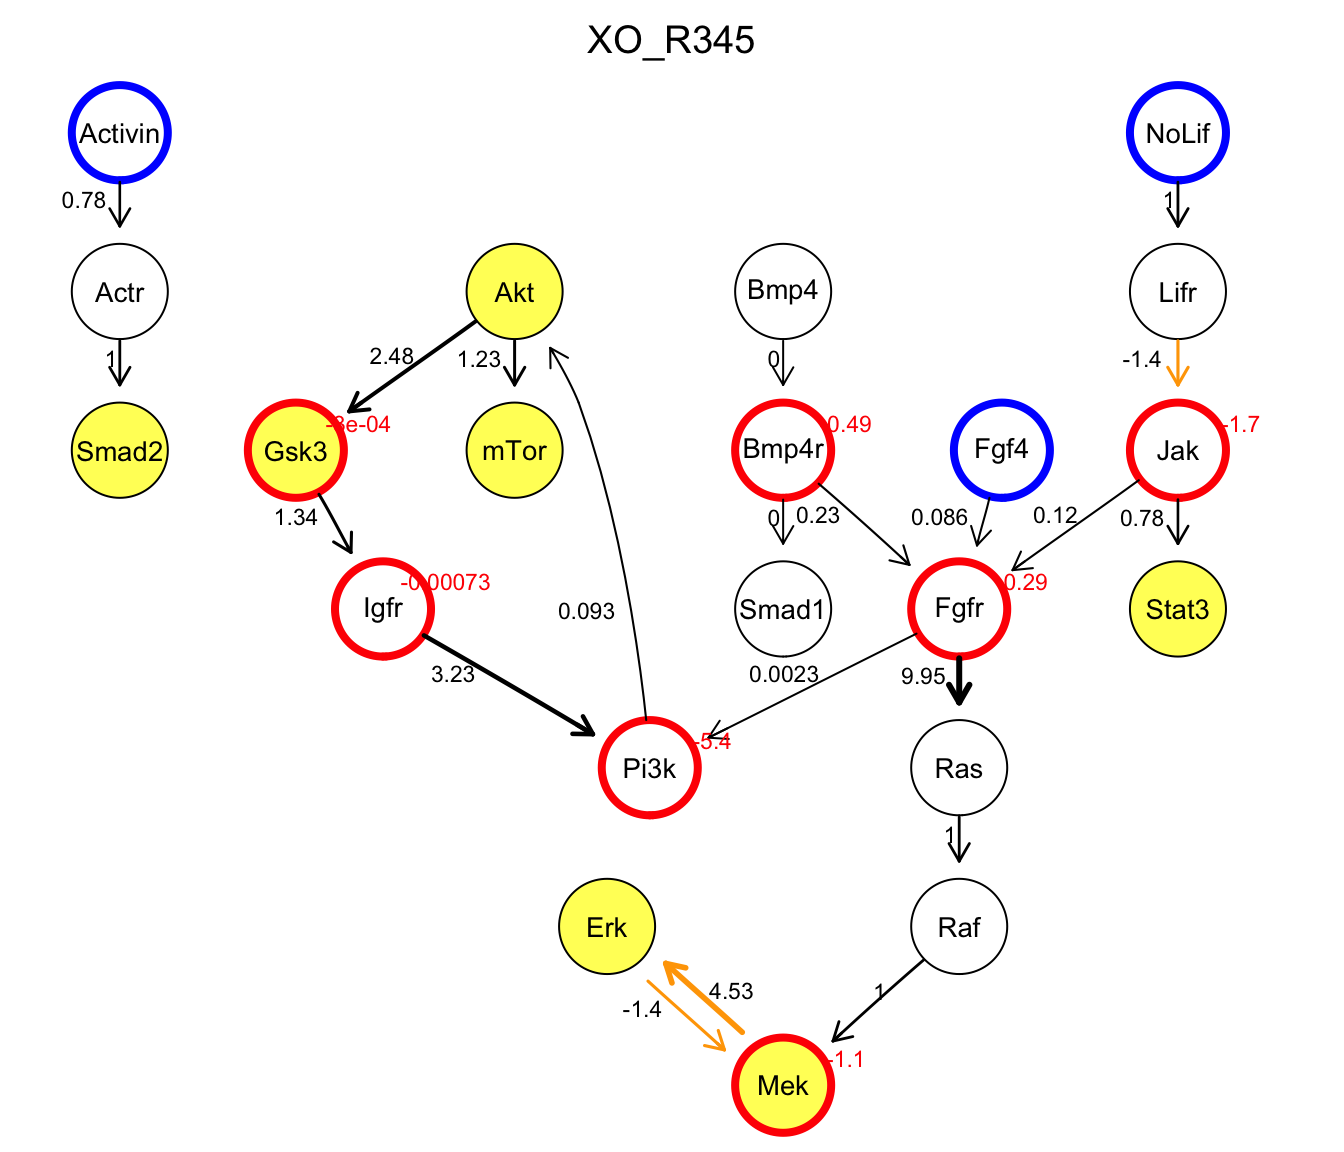 XO_R345
Activin
NoLif
0.78
1
Actr
Akt
Bmp4
Lifr
1
2.48
1.23
0
-1.4
Smad2
Gsk3
-3e-04
mTor
Bmp4r
0.49
Fgf4
Jak
-1.7
1.34
0
0.23
0.086
0.12
0.78
Igfr
-0.00073
0.093
Smad1
Fgfr
0.29
Stat3
3.23
0.0023
9.95
Pi3k
-5.4
Ras
1
Erk
Raf
-1.4
4.53
1
Mek
-1.1